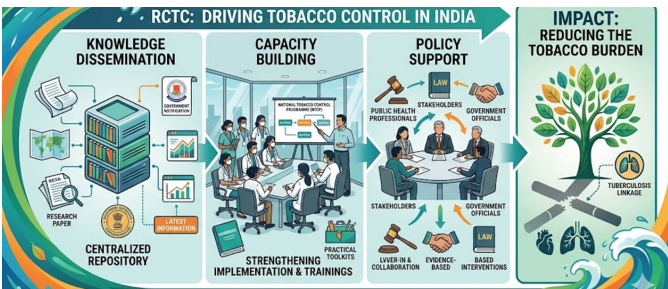 RCTC: DRIVING TOBACCO CONTROL IN INDIA
KNOWLEDGE
DISSEMINATION
GOVERNMENT
NOTIFICATION
RESEARCH
PAPER
LATEST
INFORMATION
CENTRALIZED
REPOSITORY
CAPACITY
BUILDING
NATIONAL TOBACCO CONTROL
PROGRAMME (NTCP)
HANDBOOK
PRACTICAL
TOOLKITS
STRENGTHENING
IMPLEMENTATION & TRAININGS
POLICY
SUPPORT
LAW
PUBLIC HEALTH
PROFESSIONALS
STAKEHOLDERS
GOVERNMENT
OFFICIALS
STAKEHOLDERS
GOVERNMENT
OFFICIALS
LAW
LVVER-IN &
COLLABORATION
EVIDENCE-
BASED
BASED
INTERVENTIONS
IMPACT:
REDUCING THE
TOBACCO BURDEN
TUBERCULOSIS
LINKAGE